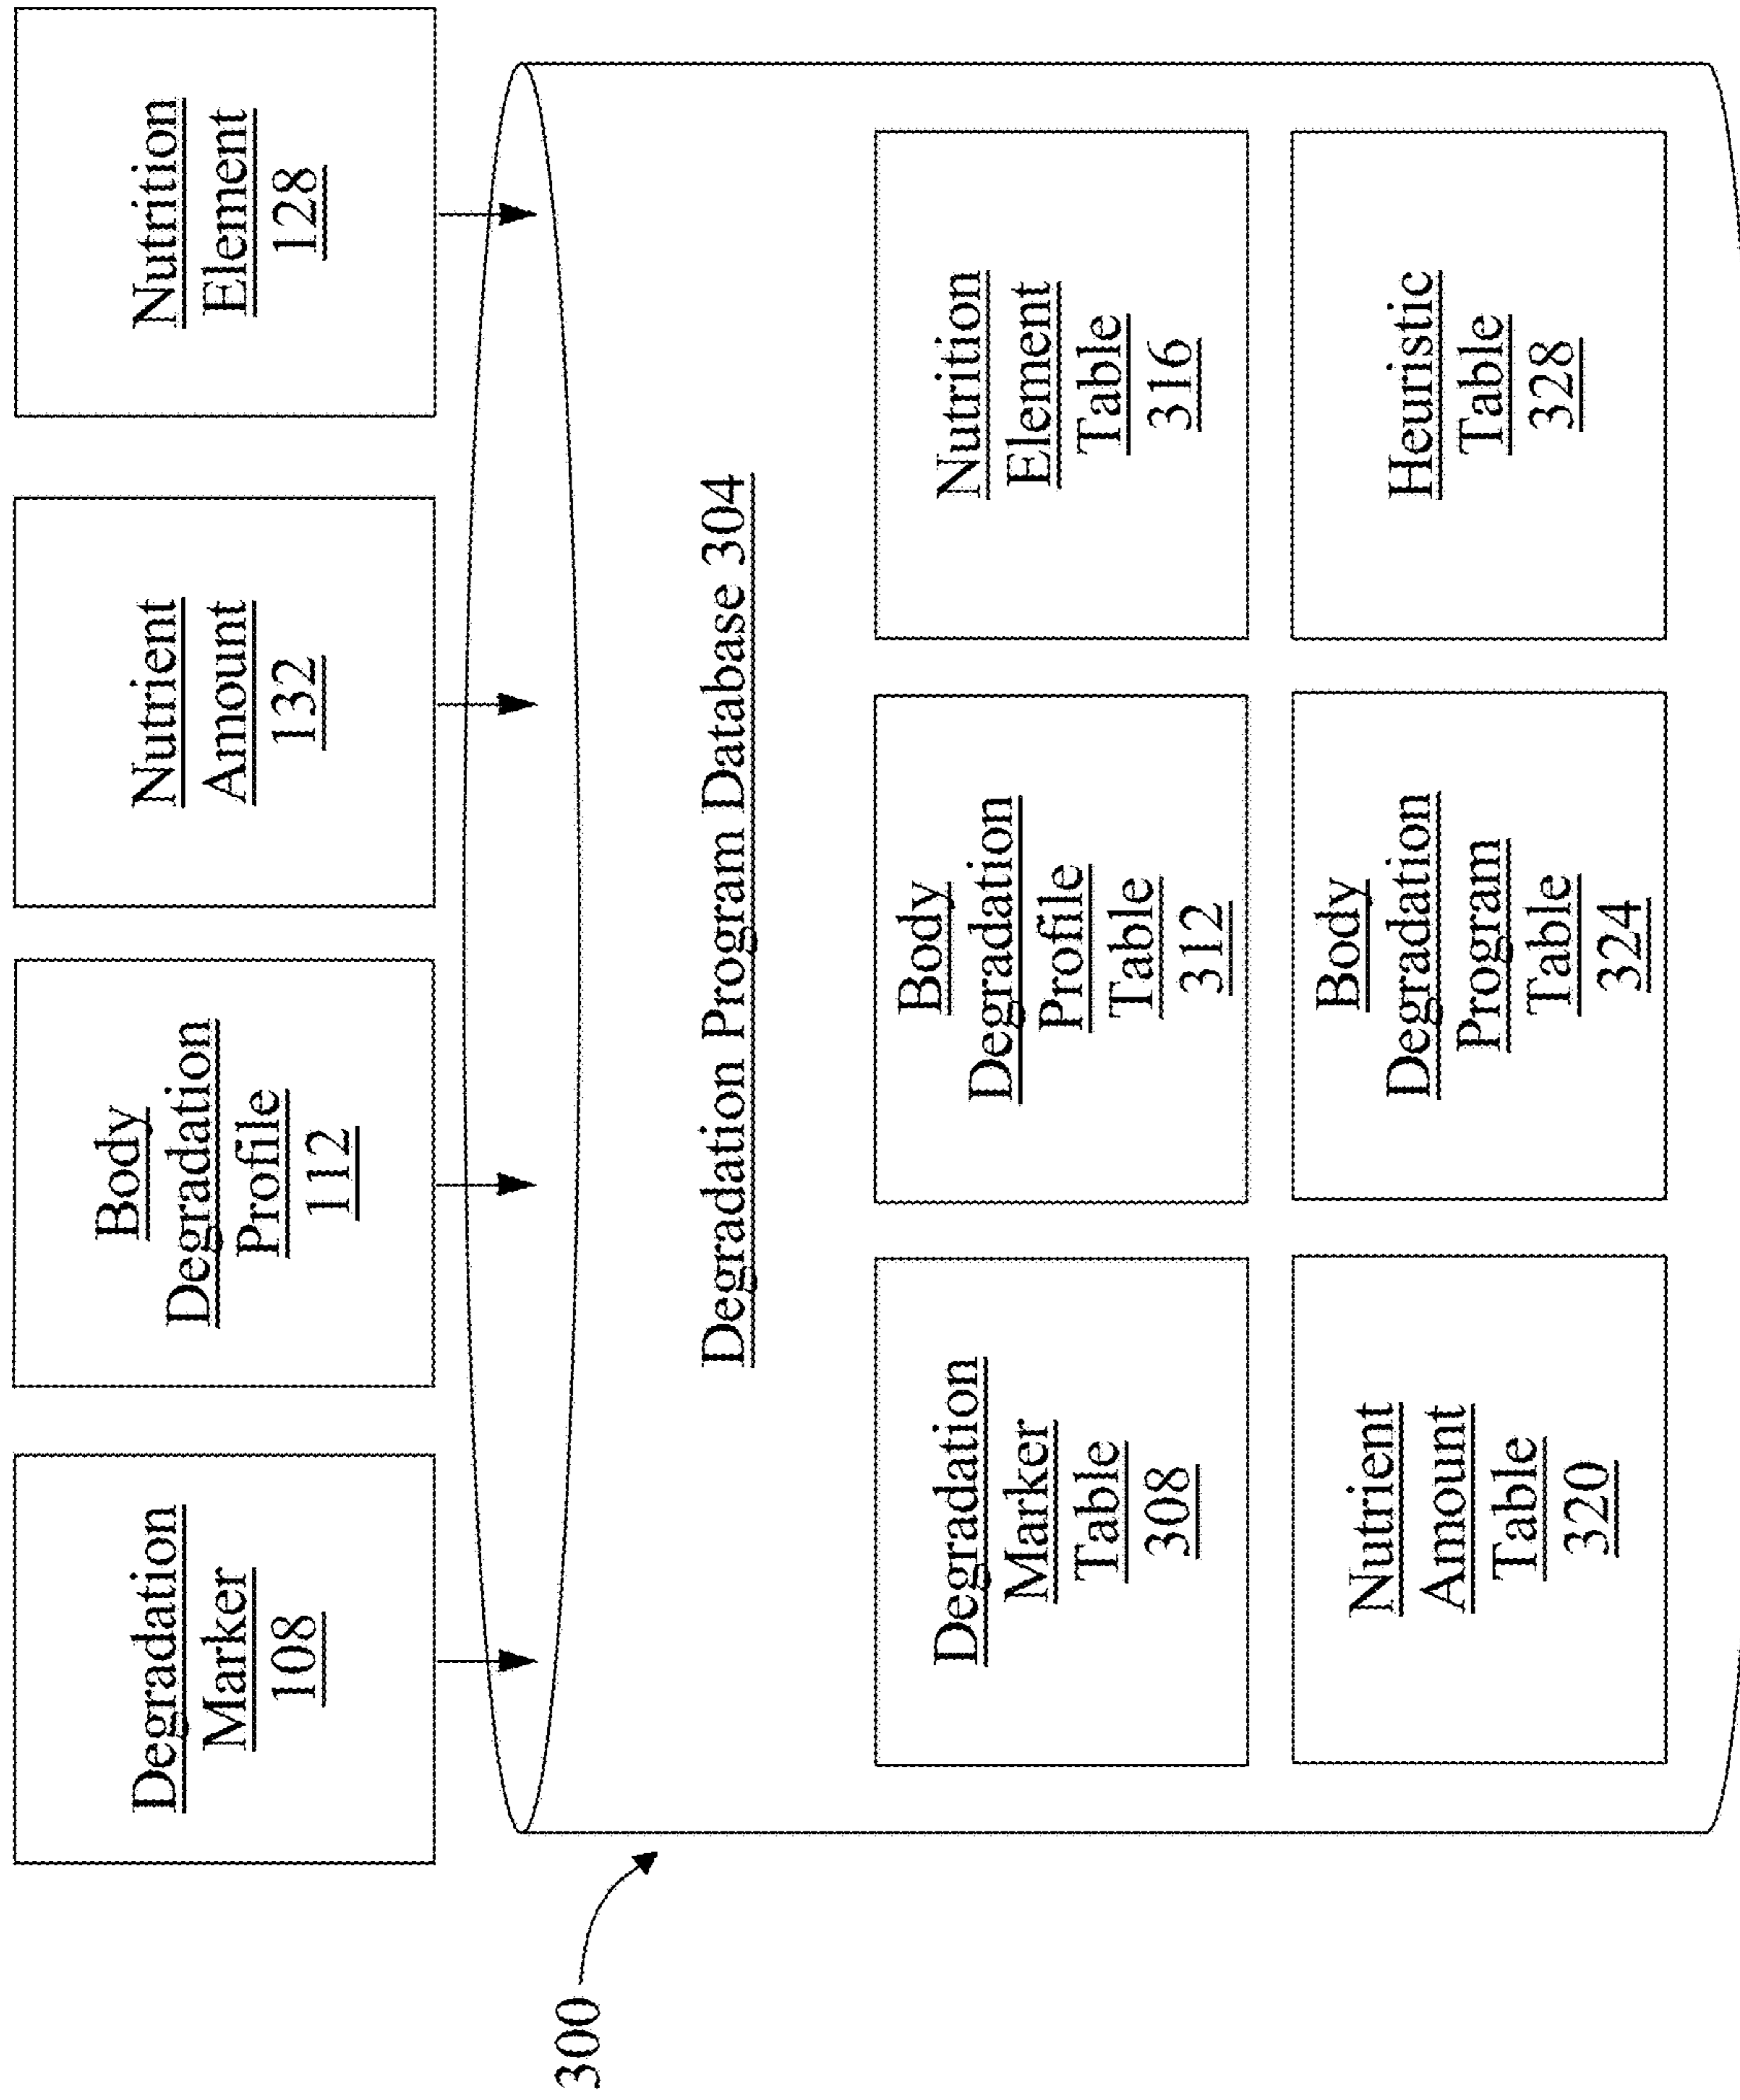 Degradation
Marker
108
Body
Degradation
Profile
112
Nutrient
Amount
132
Nutrition
Element
128
300
Degradation Program Database 304
Degradation
Marker
Table
308
Body
Degradation
Profile
Table
312
Nutrition
Element
Table
316
Nutrient
Amount
Table
320
Body
Degradation
Program
Table
324
Heuristic
Table
328